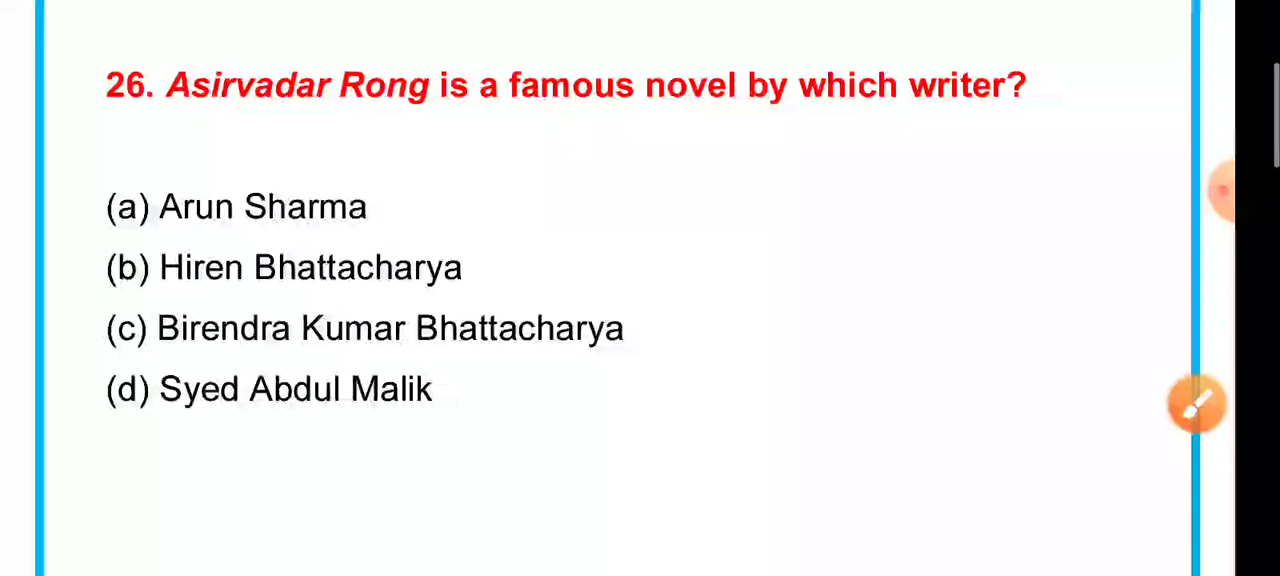 26. Asirvadar Rong is a famous novel by which writer?
(a) Arun Sharma
(b) Hiren Bhattacharya
(c) Birendra Kumar Bhattacharya
(d) Syed Abdul Malik